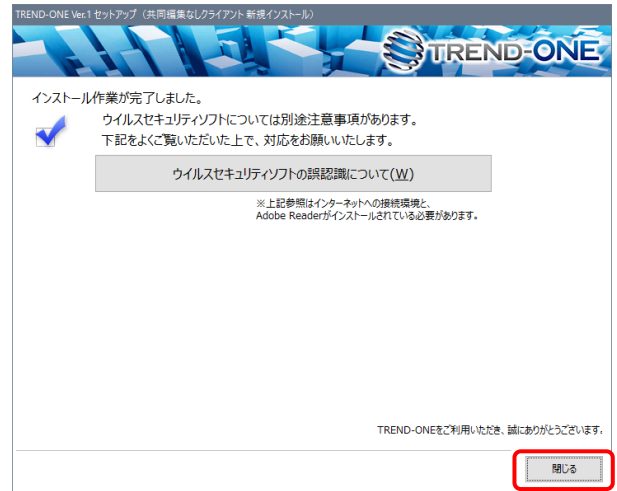 TREND-ONE Ver.1 セットアップ（共同編集なしクライアント 新規インストール）
TREND-ONE
インストール作業が完了しました。
ウイルスセキュリティソフトについては別途注意事項があります。
下記をよくご覧いただいた上で、対応をお願いいたします。
ウイルスセキュリティソフトの誤認識について(W)
※上記参照はインターネットへの接続環境と、
Adobe Readerがインストールされている必要があります。
TREND-ONEをご利用いただき、誠にありがとうございます。
閉じる